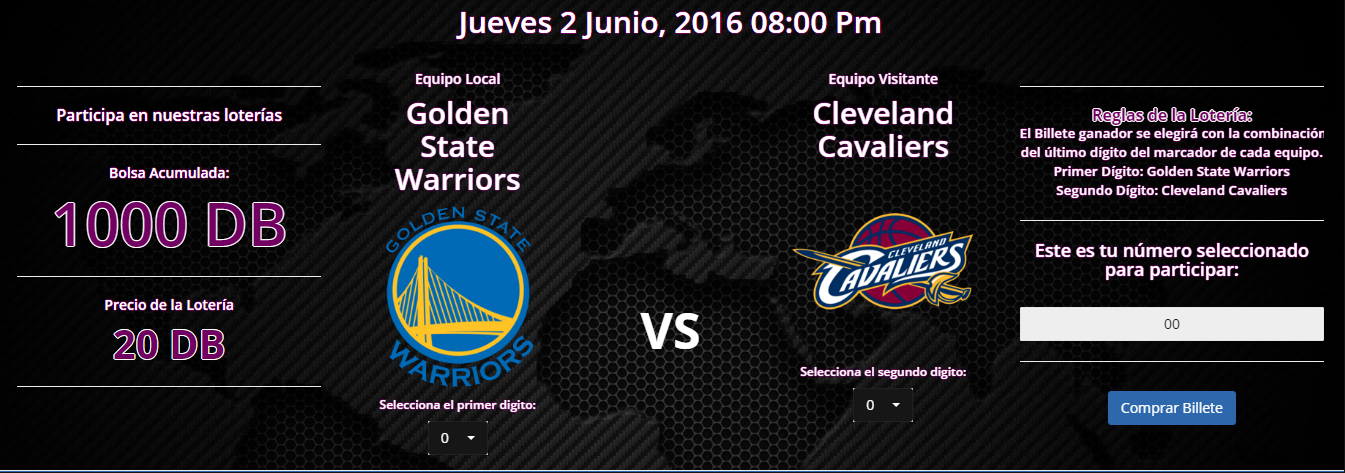 Jueves 2 Junio, 2016 08:00 Pm
Participa en nuestras loterías
Bolsa Acumulada:
1000 DB
Precio de la Lotería
20 DB
Equipo Local
Golden
State
Warriors
GOLDEN STATE
WARRIORS
Selecciona el primer digito:
0
VS
Equipo Visitante
Cleveland
Cavaliers
CLEVELAND
CAVALIERS
Selecciona el segundo digito:
0
Reglas de la Lotería:
El Billete ganador se elegirá con la combinación
del último dígito del marcador de cada equipo.
Primer Dígito: Golden State Warriors
Segundo Dígito: Cleveland Cavaliers
Este es tu número seleccionado
para participar:
00
Comprar Billete